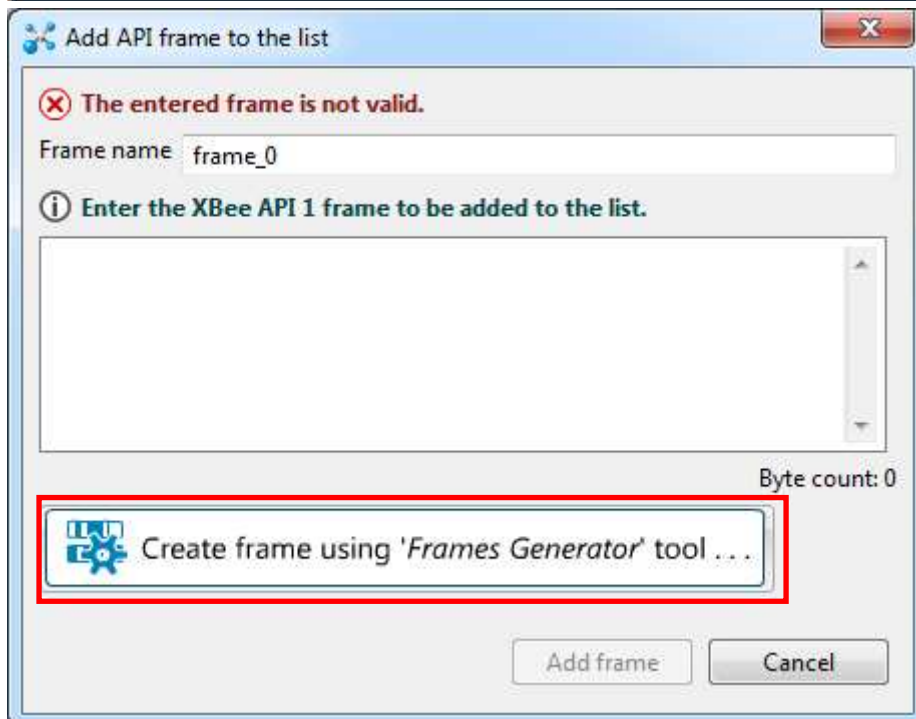 Add API frame to the list
The entered frame is not valid.
Frame name frame_0
Enter the XBee API 1 frame to be added to the list.
Byte count: 0
Create frame using 'Frames Generator' tool . . .
Add frame Cancel